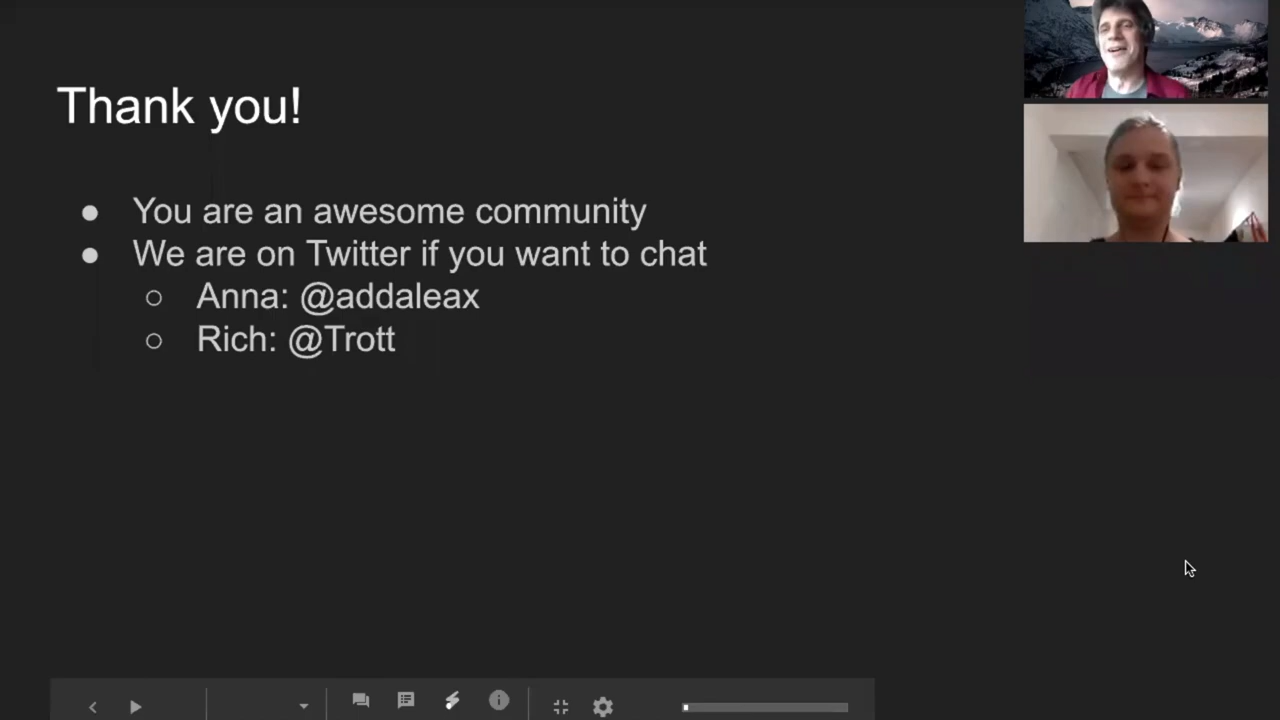 Thank you!
● You are an awesome community
● We are on Twitter if you want to chat
○ Anna: @addaleax
○ Rich: @Trott